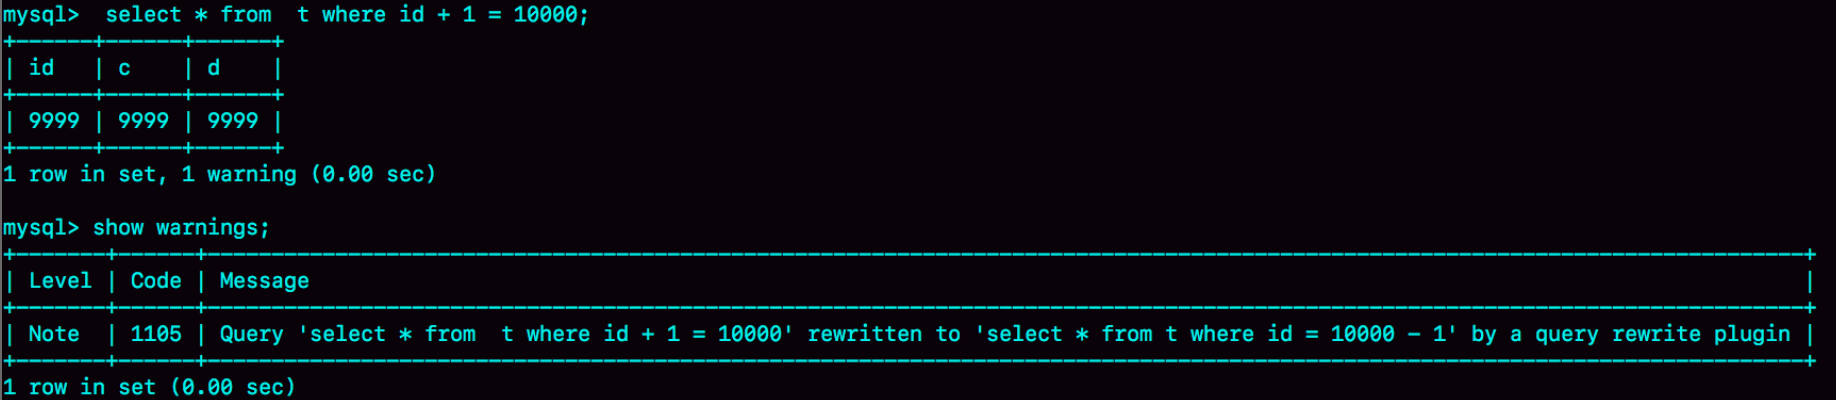 mysql>  select * from  t where id + 1 = 10000;
+------+------+------+
| id   | c    | d    |
+------+------+------+
| 9999 | 9999 | 9999 |
+------+------+------+
1 row in set, 1 warning (0.00 sec)
mysql> show warnings;
+-------+------+------------------------------------------------------------------------------------------------------------------------------+
| Level | Code | Message                                                                                                                      |
+-------+------+------------------------------------------------------------------------------------------------------------------------------+
| Note  | 1105 | Query 'select * from  t where id + 1 = 10000' rewritten to 'select * from t where id = 10000 - 1' by a query rewrite plugin |
+-------+------+------------------------------------------------------------------------------------------------------------------------------+
1 row in set (0.00 sec)